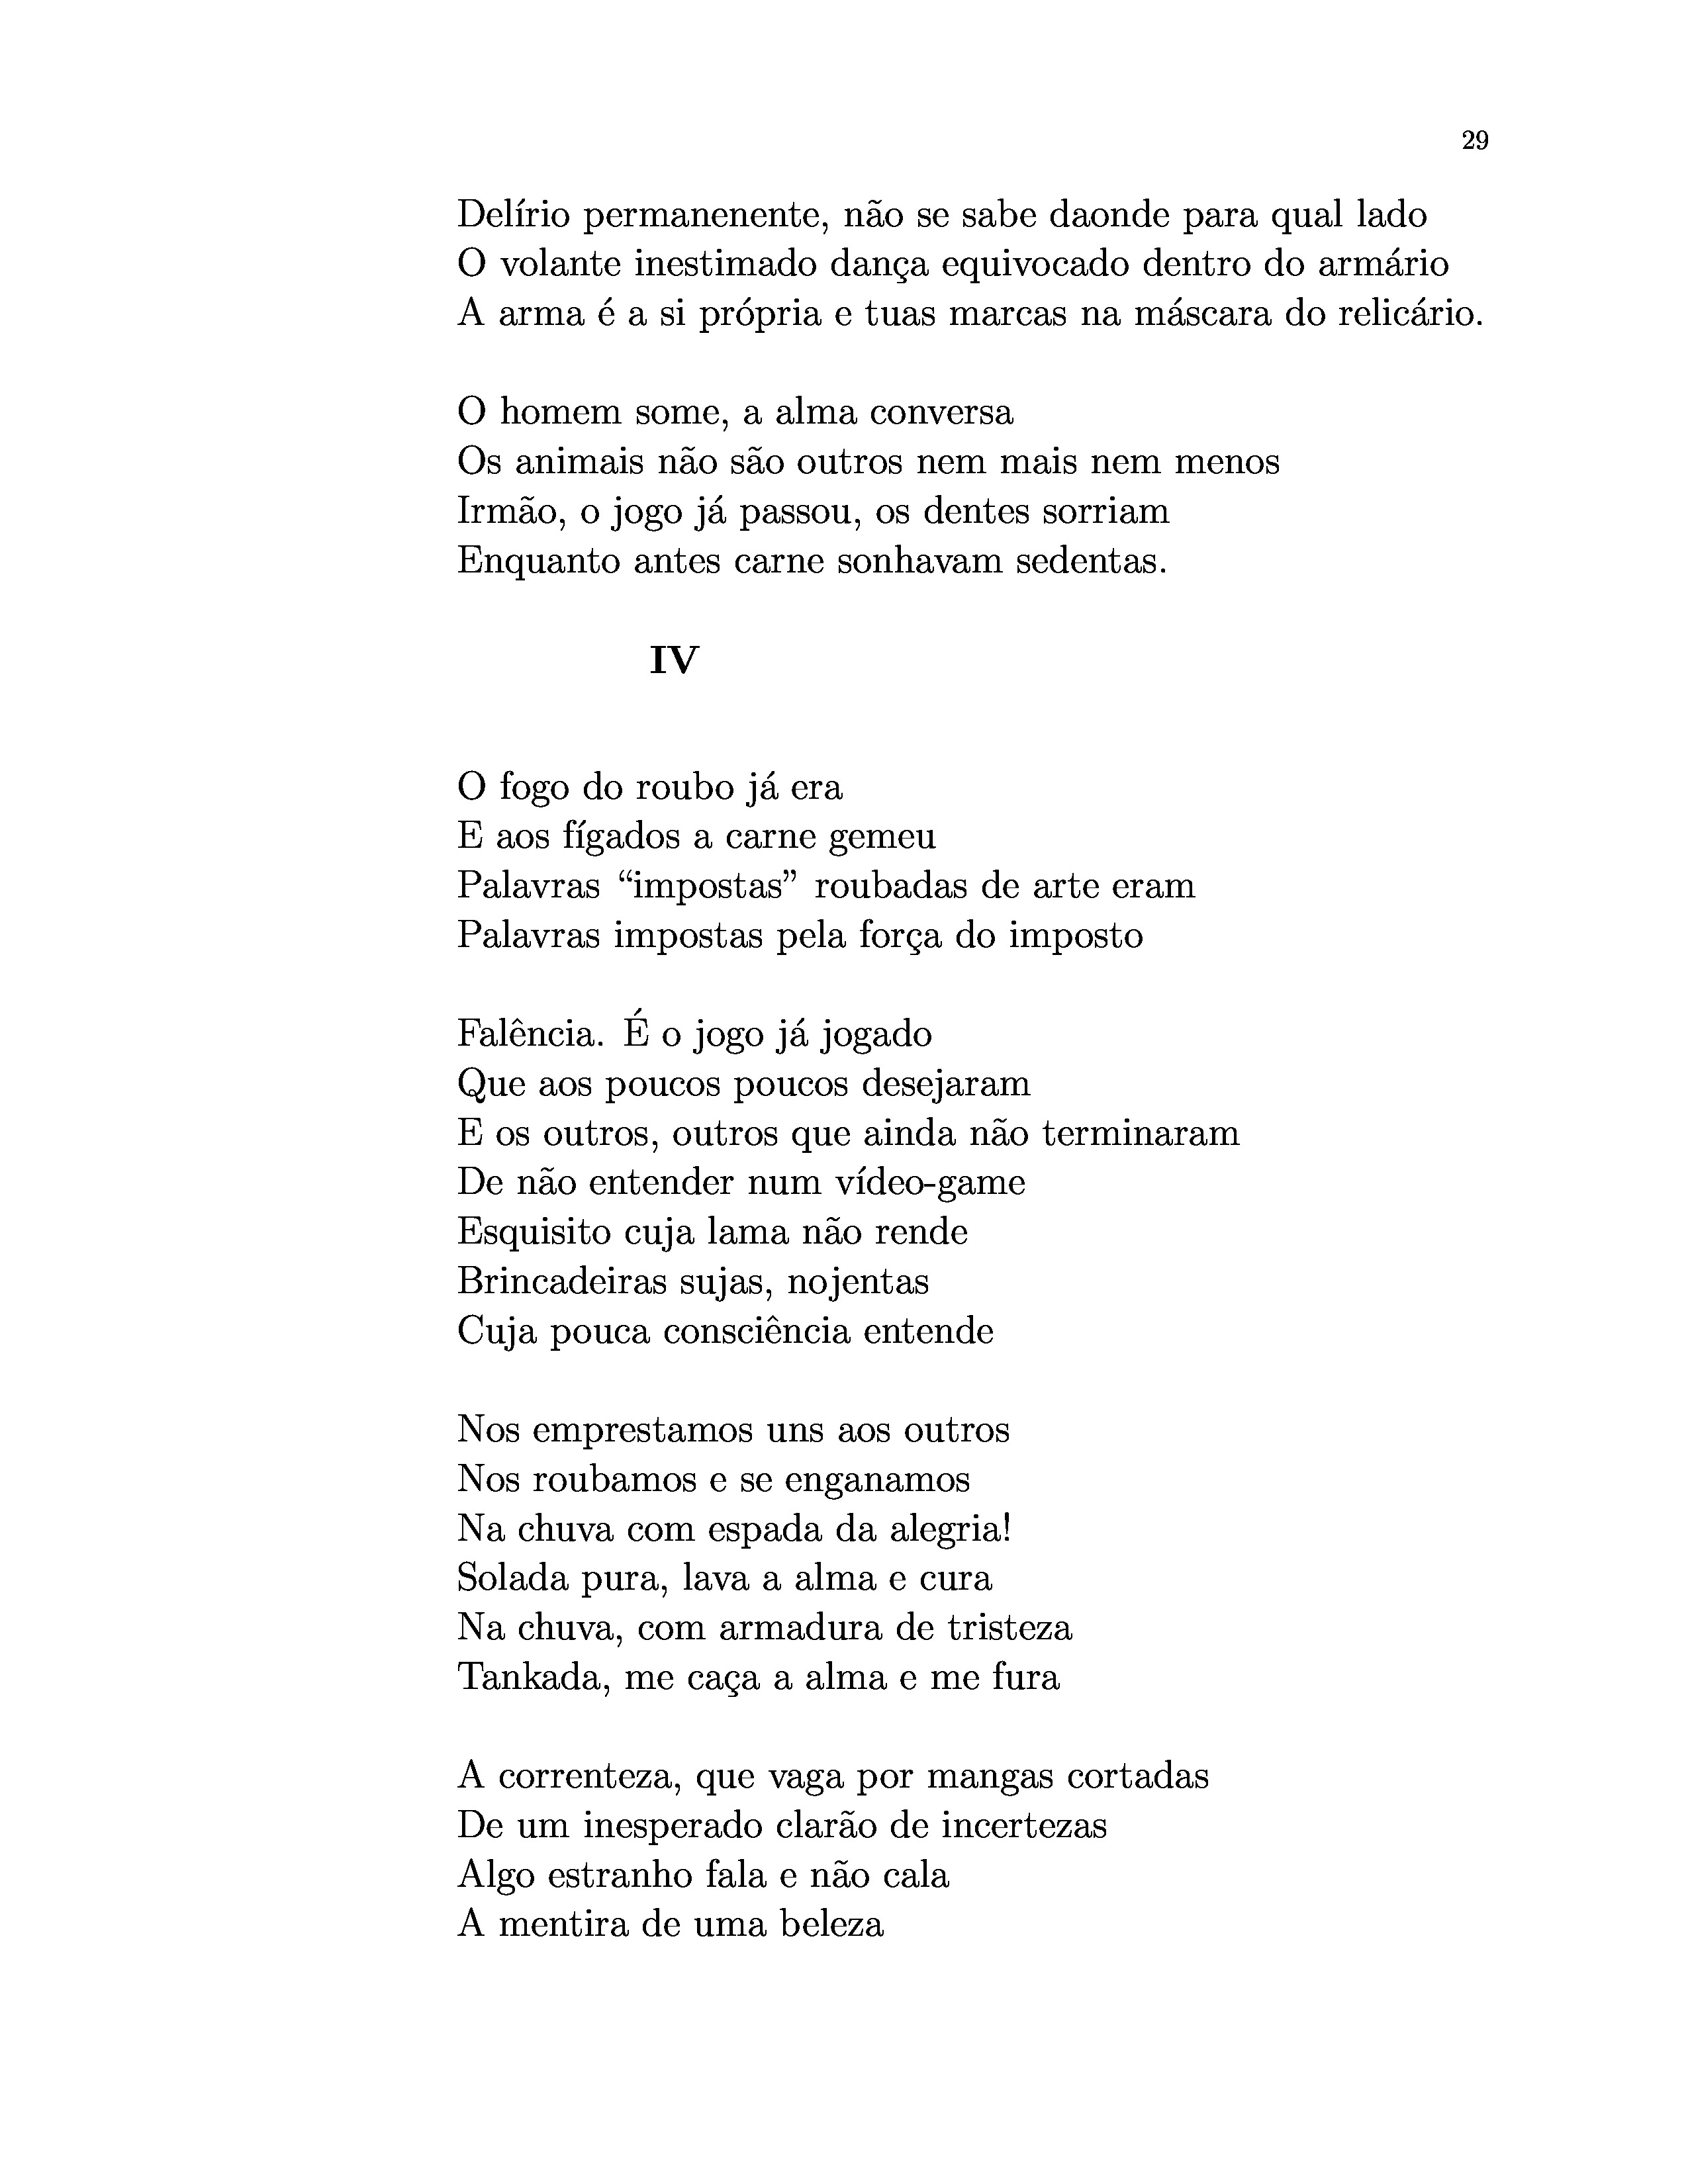 29
Delírio permanenente, não se sabe daonde para qual lado
O volante inestimado dança equivocado dentro do armário
A arma é a si própria e tuas marcas na máscara do relicário.
O homem some, a alma conversa
Os animais não são outros nem mais nem menos
Irmão, o jogo já passou, os dentes sorriam
Enquanto antes carne sonhavam sedentas.
IV
O fogo do roubo já era
E aos fígados a carne gemeu
Palavras “impostas” roubadas de arte eram
Palavras impostas pela força do imposto
Falência. É o jogo já jogado
Que aos poucos poucos desejaram
E os outros, outros que ainda não terminaram
De não entender num vídeo-game
Esquisito cuja lama não rende
Brincadeiras sujas, nojentas
Cuja pouca consciência entende
Nos emprestamos uns aos outros
Nos roubamos e se enganamos
Na chuva com espada da alegria!
Solada pura, lava a alma e cura
Na chuva, com armadura de tristeza
Tankada, me caça a alma e me fura
A correnteza, que vaga por mangas cortadas
De um inesperado clarão de incertezas
Algo estranho fala e não cala
A mentira de uma beleza